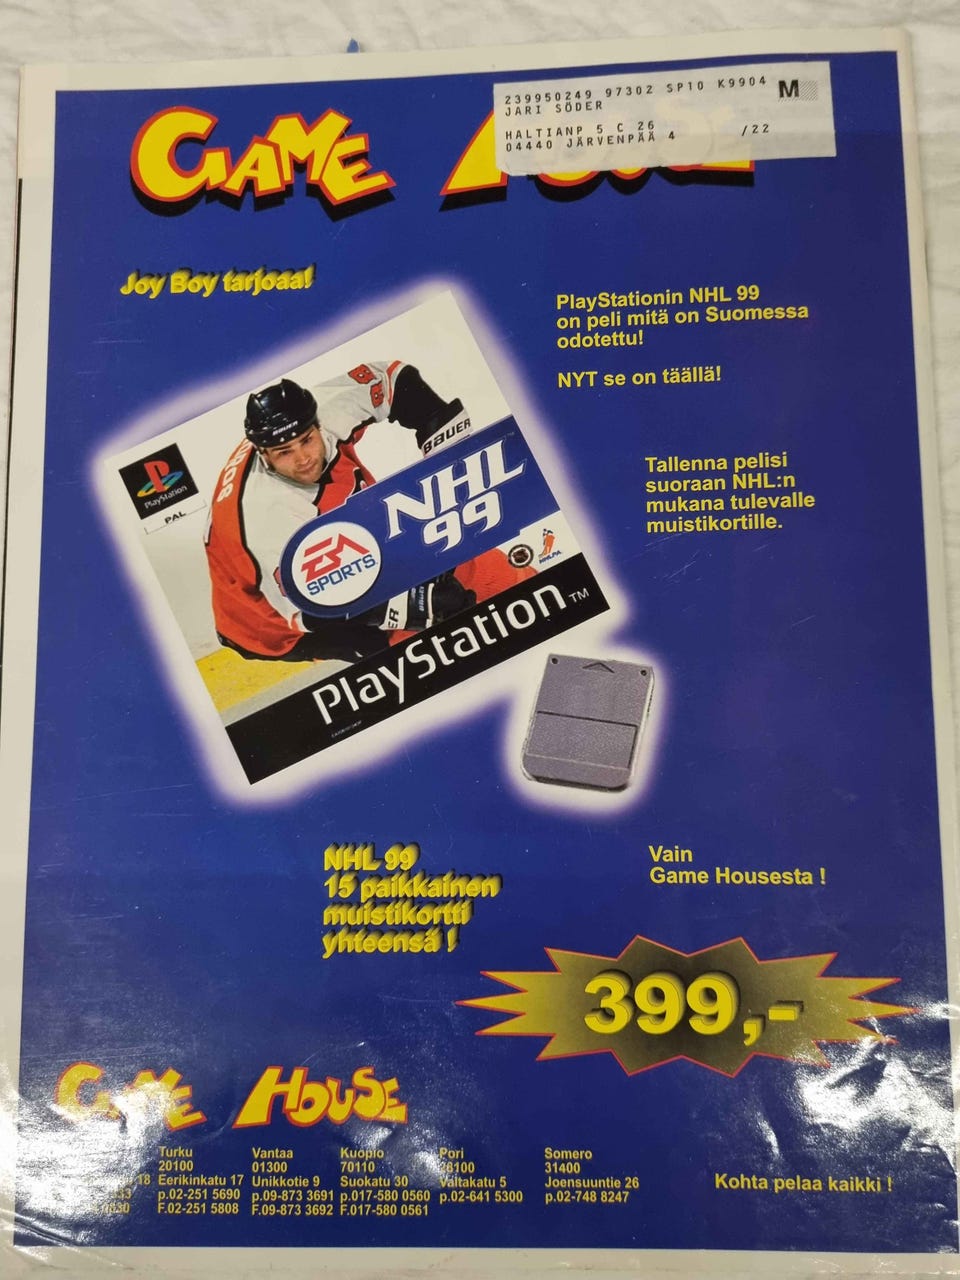 GAME
239950249 97302 SP10 K9904 M
JARI SÖDER
HALTIANP 5 C 26
04440 JÄRVENPÄÄ 4 /22
Joy Boy tarjoaa!
PlayStationin NHL 99
on peli mitä on Suomessa
odotettu!
NYT se on täällä!
Tallenna pelisi
suoraan NHL:n
mukana tulevalle
muistikortille.
PlayStation
PAL
BAUER
88
BAUER
NHL
99
EA
SPORTS
NHLPA
PlayStation™
NHL 99
15 paikkainen
muistikortti
yhteensä !
Vain
Game Housesta !
399,-
GAME HOUSE
Turku
20100
Eerikinkatu 17
p.02-251 5690
F.02-251 5808
Vantaa
01300
Unikkotie 9
p.09-873 3691
F.09-873 3692
Kuopio
70110
Suokatu 30
p.017-580 0560
F.017-580 0561
Pori
28100
Valtakatu 5
p.02-641 5300
Somero
31400
Joensuuntie 26
p.02-748 8247
Kohta pelaa kaikki !